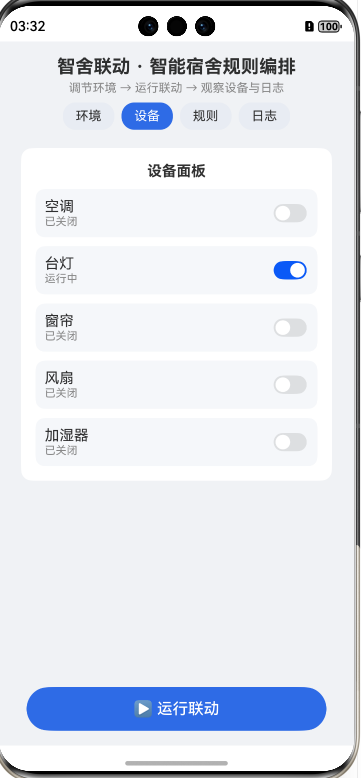 03:32
100
智舍联动 · 智能宿舍规则编排
调节环境 → 运行联动 → 观察设备与日志
环境 设备 规则 日志
设备面板
空调
已关闭
台灯
运行中
窗帘
已关闭
风扇
已关闭
加湿器
已关闭
运行联动